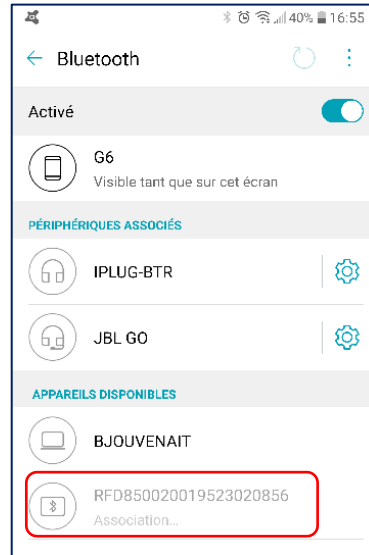 40% 16:55
Bluetooth
Activé
G6
Visible tant que sur cet écran
PÉRIPHÉRIQUES ASSOCIÉS
IPLUG-BTR
JBL GO
APPAREILS DISPONIBLES
BJOUVENAIT
RFD850020019523020856
Association...